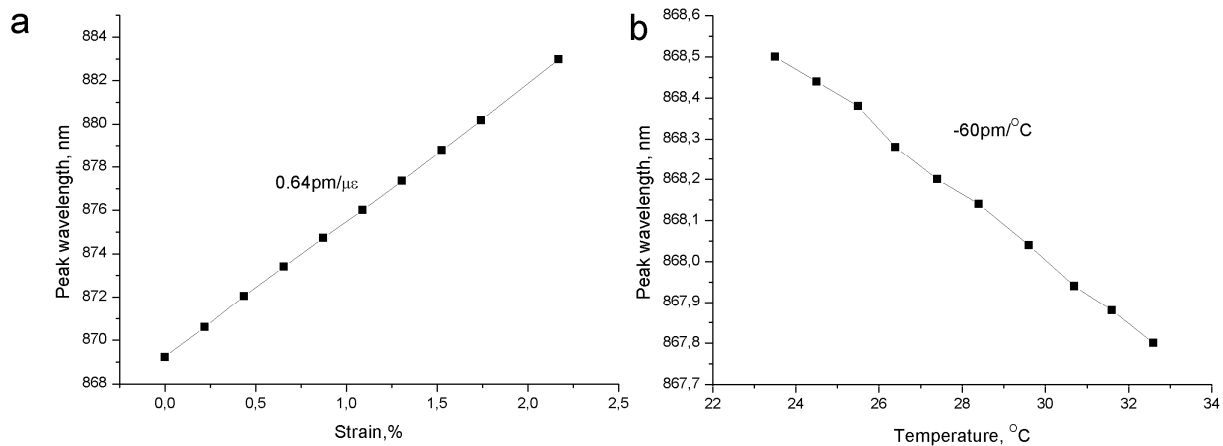 a
884
882
880
878
876
874
872
870
868
Peak wavelength, nm
0.64pm/με
0,0 0,5 1,0 1,5 2,0 2,5
Strain,%
b
868,6
868,5
868,4
868,3
868,2
868,1
868,0
867,9
867,8
867,7
Peak wavelength, nm
-60pm/°C
22 24 26 28 30 32 34
Temperature, °C